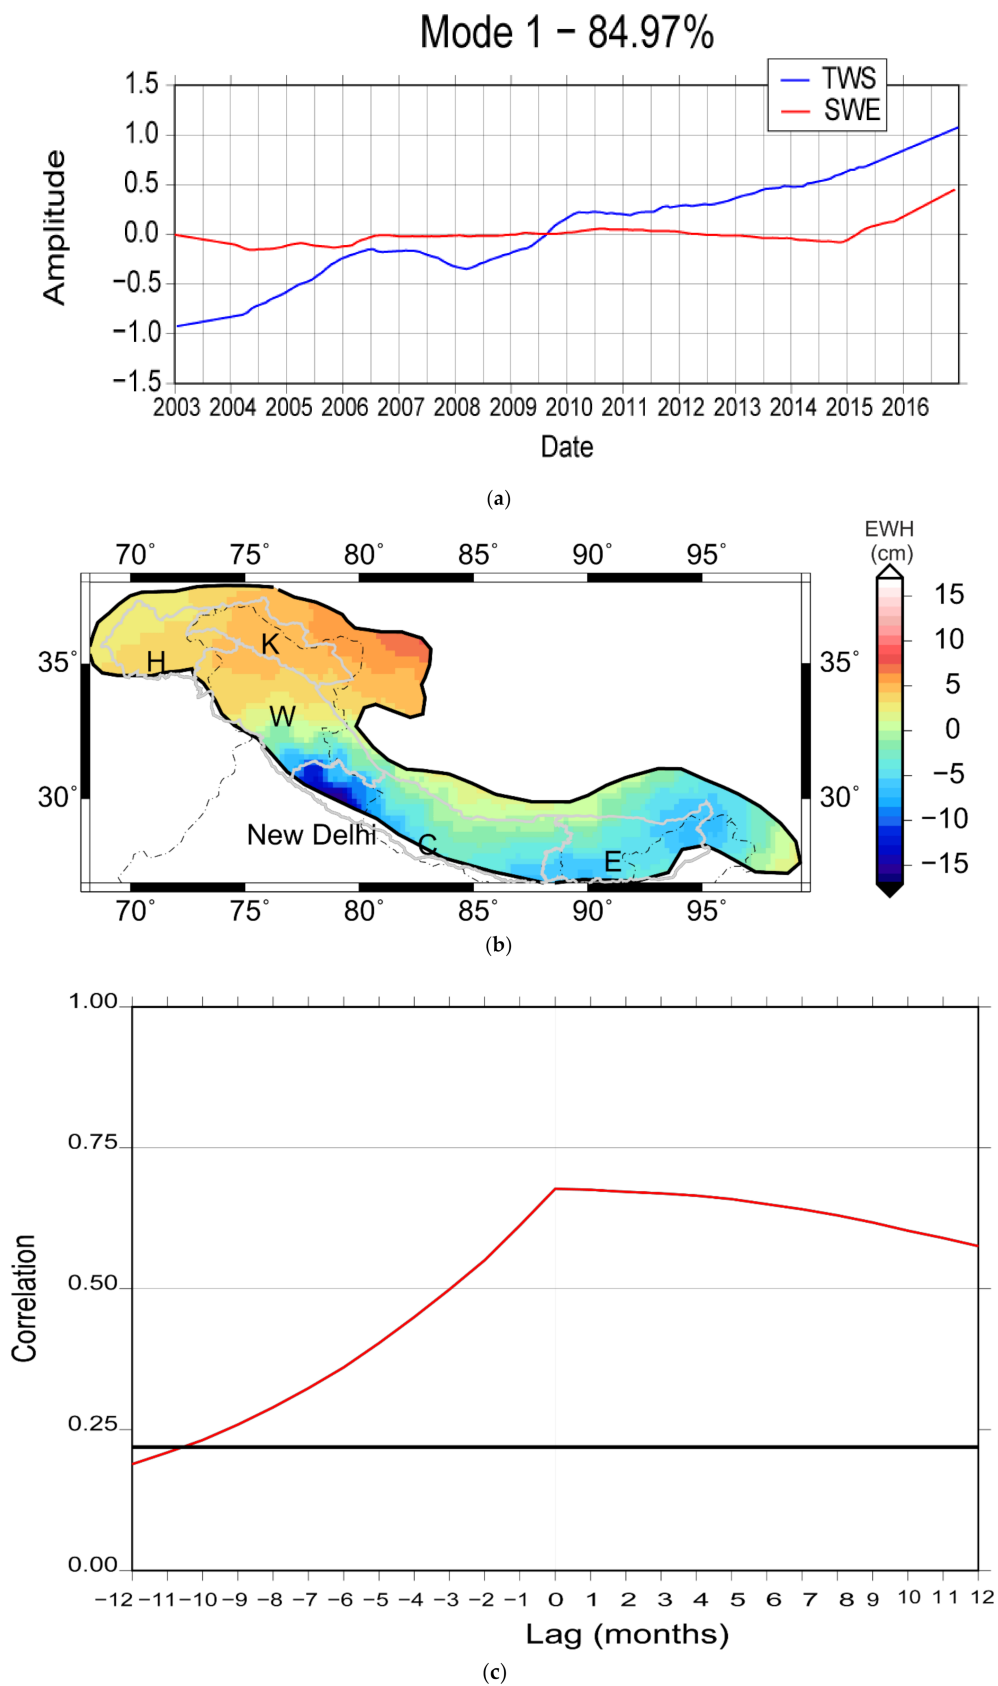 Mode 1 − 84.97%
TWS
SWE
1.5
1.0
0.5
0.0
−0.5
−1.0
−1.5
Amplitude
2003 2004 2005 2006 2007 2008 2009 2010 2011 2012 2013 2014 2015 2016
Date
(a)
EWH
(cm)
70° 75° 80° 85° 90° 95°
15
10
5
0
−5
−10
−15
35° 35°
30° 30°
H
K
W
New Delhi
C
E
70 75 80 85 90 95
(b)
1.00
0.75
0.50
0.25
0.00
Correlation
−12 −11 −10 −9 −8 −7 −6 −5 −4 −3 −2 −1 0 1 2 3 4 5 6 7 8 9 10 11 12
Lag (months)
(c)